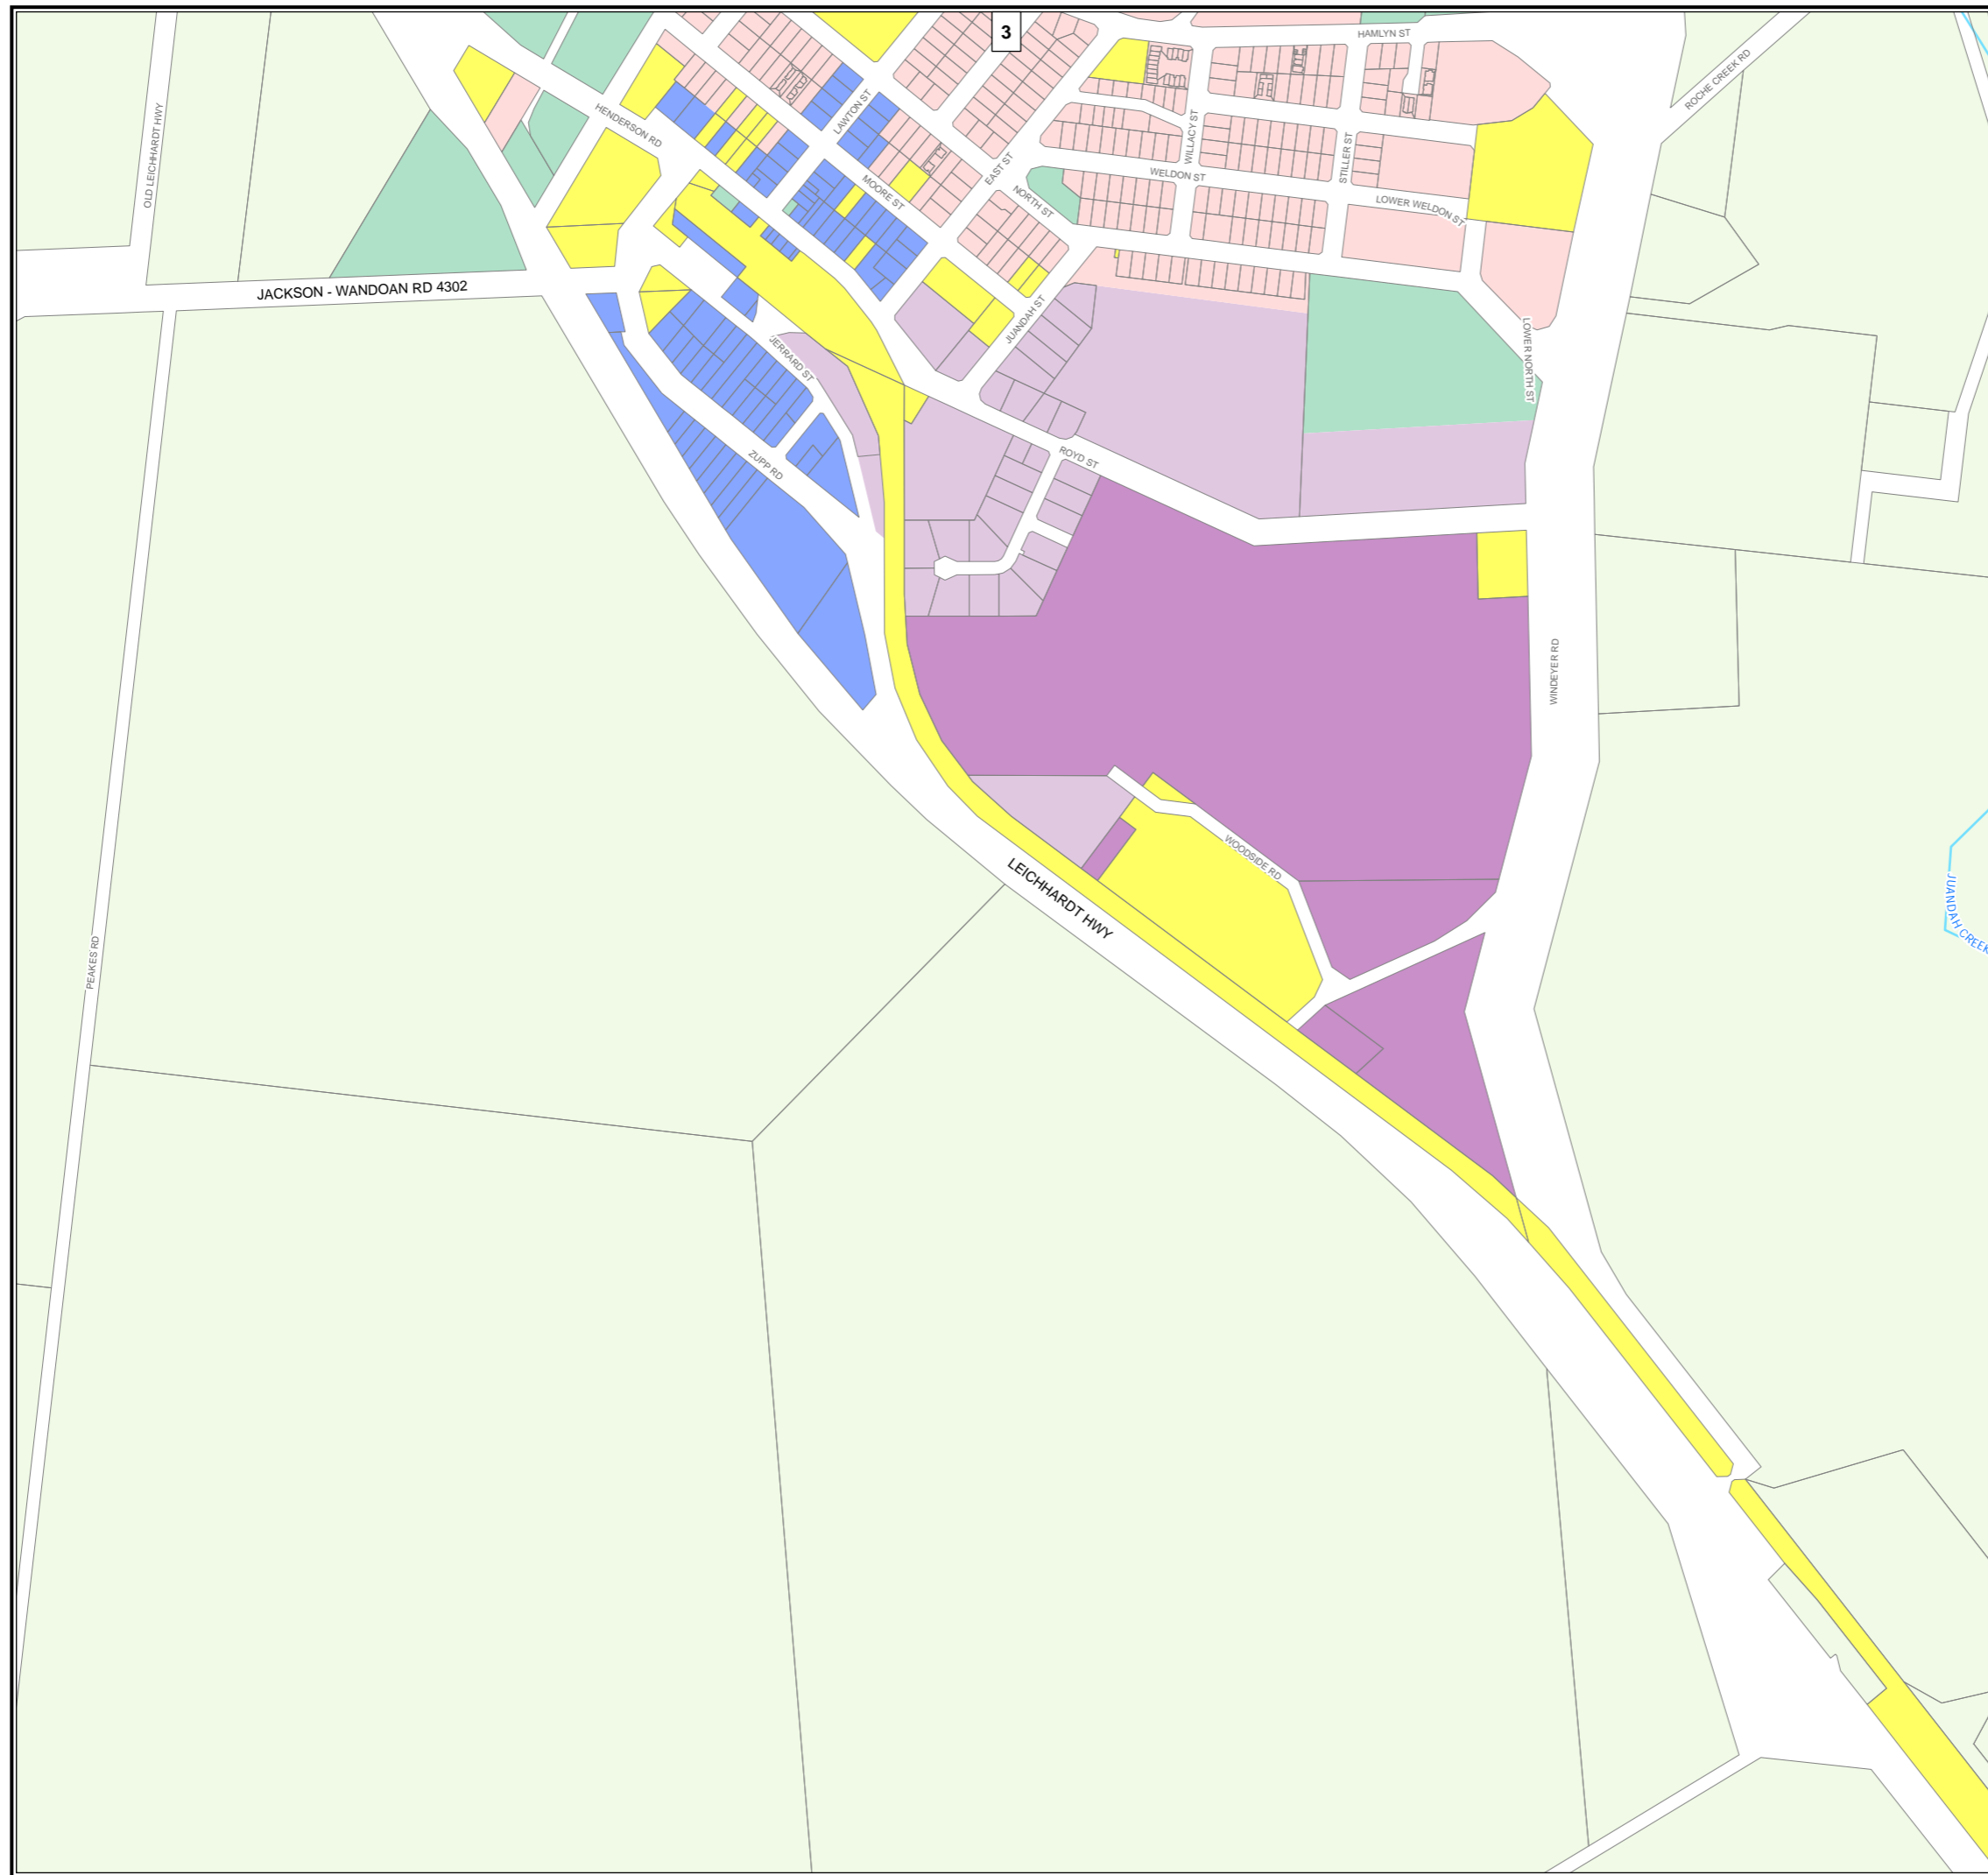 3
HAMLYN ST
ROCHE CREEK RD
OLD LEICHHARDT HWY
HENDERSON RD
LAWTON ST
WILLACY ST
STILLER ST
EAST ST
MOORE ST
NORTH ST
WELDON ST
LOWER WELDON ST
JACKSON - WANDOAN RD 4302
JUANDAH ST
JERRARD ST
LOWER NORTH ST
ZUPP RD
ROYD ST
WINDEYER RD
WOODSIDE RD
LEICHHARDT HWY
JUANDAH CREEK
PEAKES RD